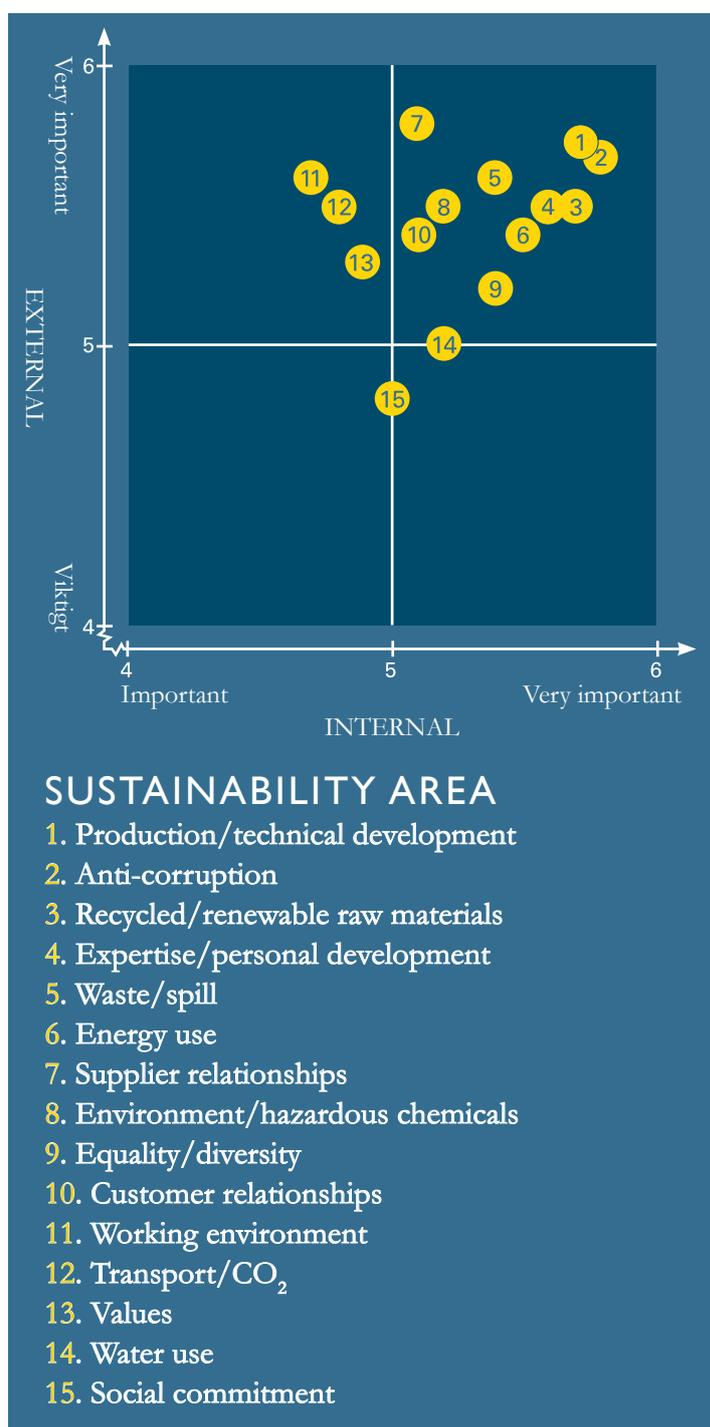 6
Very important
7
1
2
11
5
12
8
4
3
10
6
13
9
EXTERNAL
5
14
15
Viktigt
4
4
5
6
Important
Very important
INTERNAL
SUSTAINABILITY AREA
1. Production/technical development
2. Anti-corruption
3. Recycled/renewable raw materials
4. Expertise/personal development
5. Waste/spill
6. Energy use
7. Supplier relationships
8. Environment/hazardous chemicals
9. Equality/diversity
10. Customer relationships
11. Working environment
12. Transport/CO₂
13. Values
14. Water use
15. Social commitment